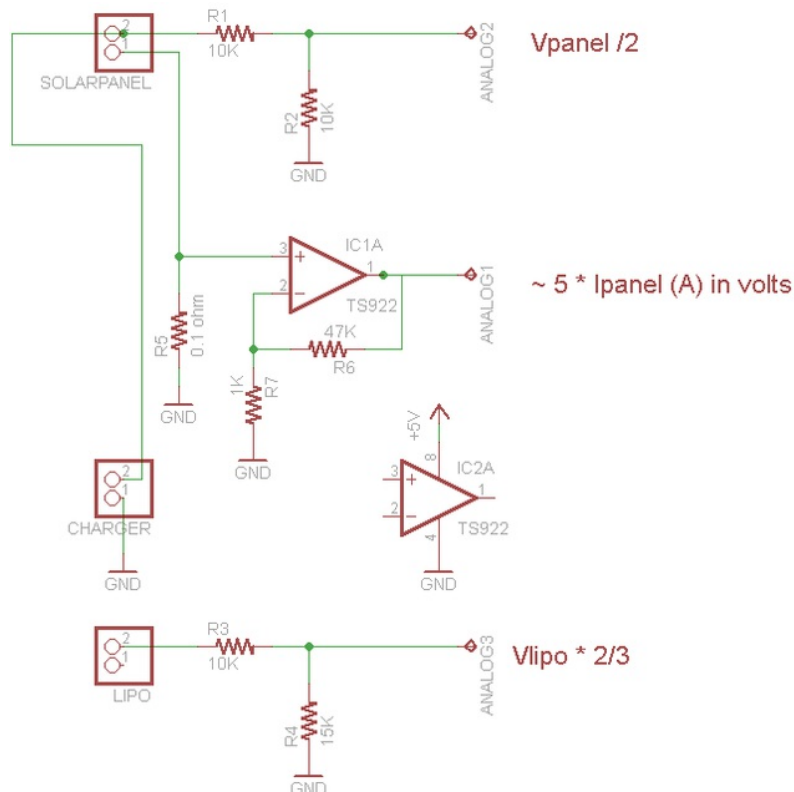 R1
10K
2
1
SOLARPANEL
ANALOG2
Vpanel /2
R2
10K
GND
IC1A
3
+
1
2
−
TS922
ANALOG1
~ 5 * Ipanel (A) in volts
R5
0.1 ohm
GND
47K
R6
1K
R7
GND
+5V
8
IC2A
3
+
1
2
−
TS922
4
GND
2
1
CHARGER
GND
R3
10K
2
1
LIPO
ANALOG3
Vlipo * 2/3
R4
15K
GND